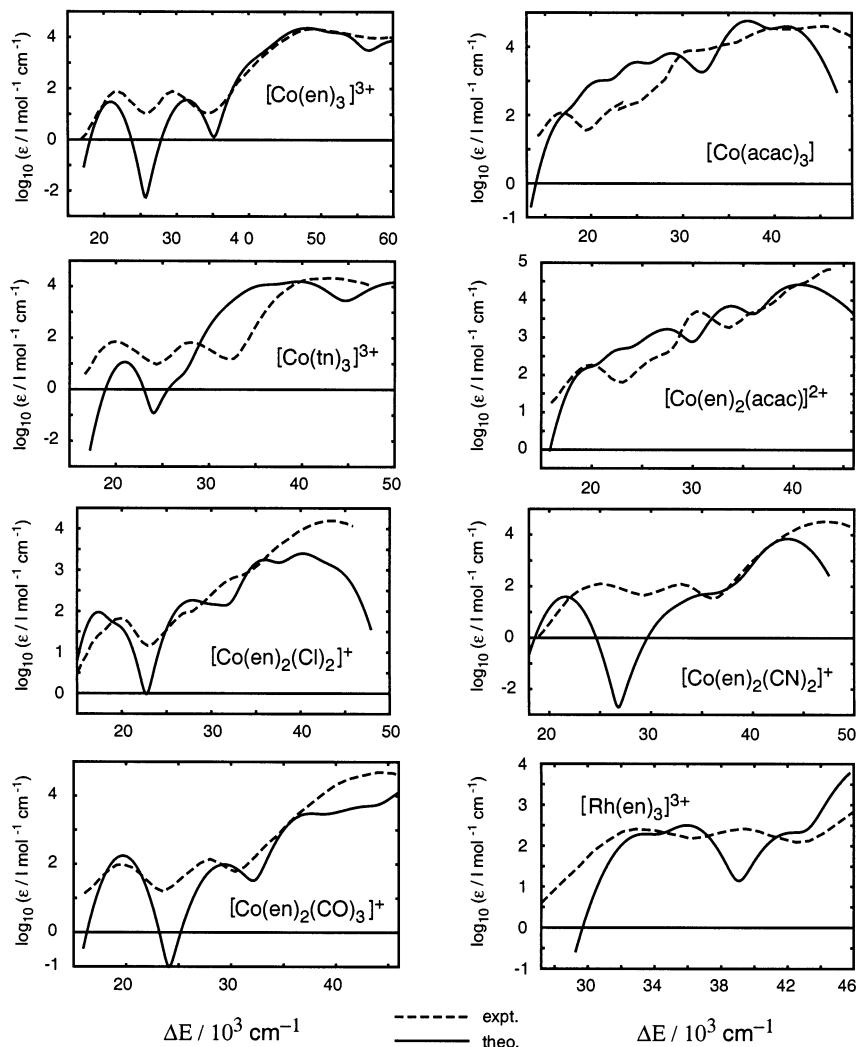 log10 (ε / l mol-1 cm-1)
4
2
0
-2
[Co(en)3]3+
20 30 4 0 50 60
log10 (ε / l mol-1 cm-1)
4
2
0
-1
[Co(acac)3]
20 30 40
log10 (ε / l mol-1 cm-1)
4
2
0
-2
[Co(tn)3]3+
20 30 40 50
log10 (ε / l mol-1 cm-1)
5
4
3
2
1
0
[Co(en)2(acac)]2+
20 30 40
log10 (ε / l mol-1 cm-1)
4
3
2
1
0
[Co(en)2(Cl)2]+
20 30 40 50
log10 (ε / l mol-1 cm-1)
4
2
0
-2
[Co(en)2(CN)2]+
20 30 40 50
log10 (ε / l mol-1 cm-1)
4
2
0
-1
[Co(en)2(CO)3]+
20 30 40
log10 (ε / l mol-1 cm-1)
4
3
2
1
0
-1
[Rh(en)3]3+
30 34 38 42 46
ΔE / 10³ cm⁻¹
expt.
theo.
ΔE / 10³ cm⁻¹